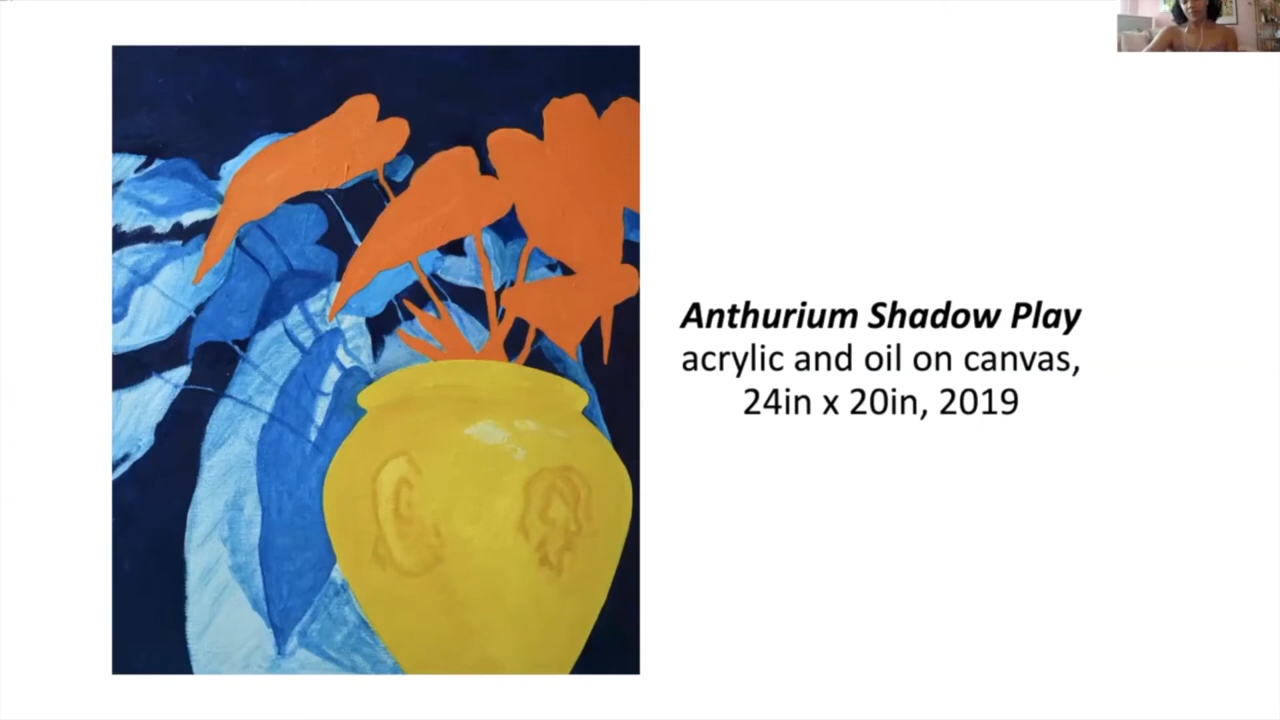 Anthurium Shadow Play
acrylic and oil on canvas,
24in x 20in, 2019